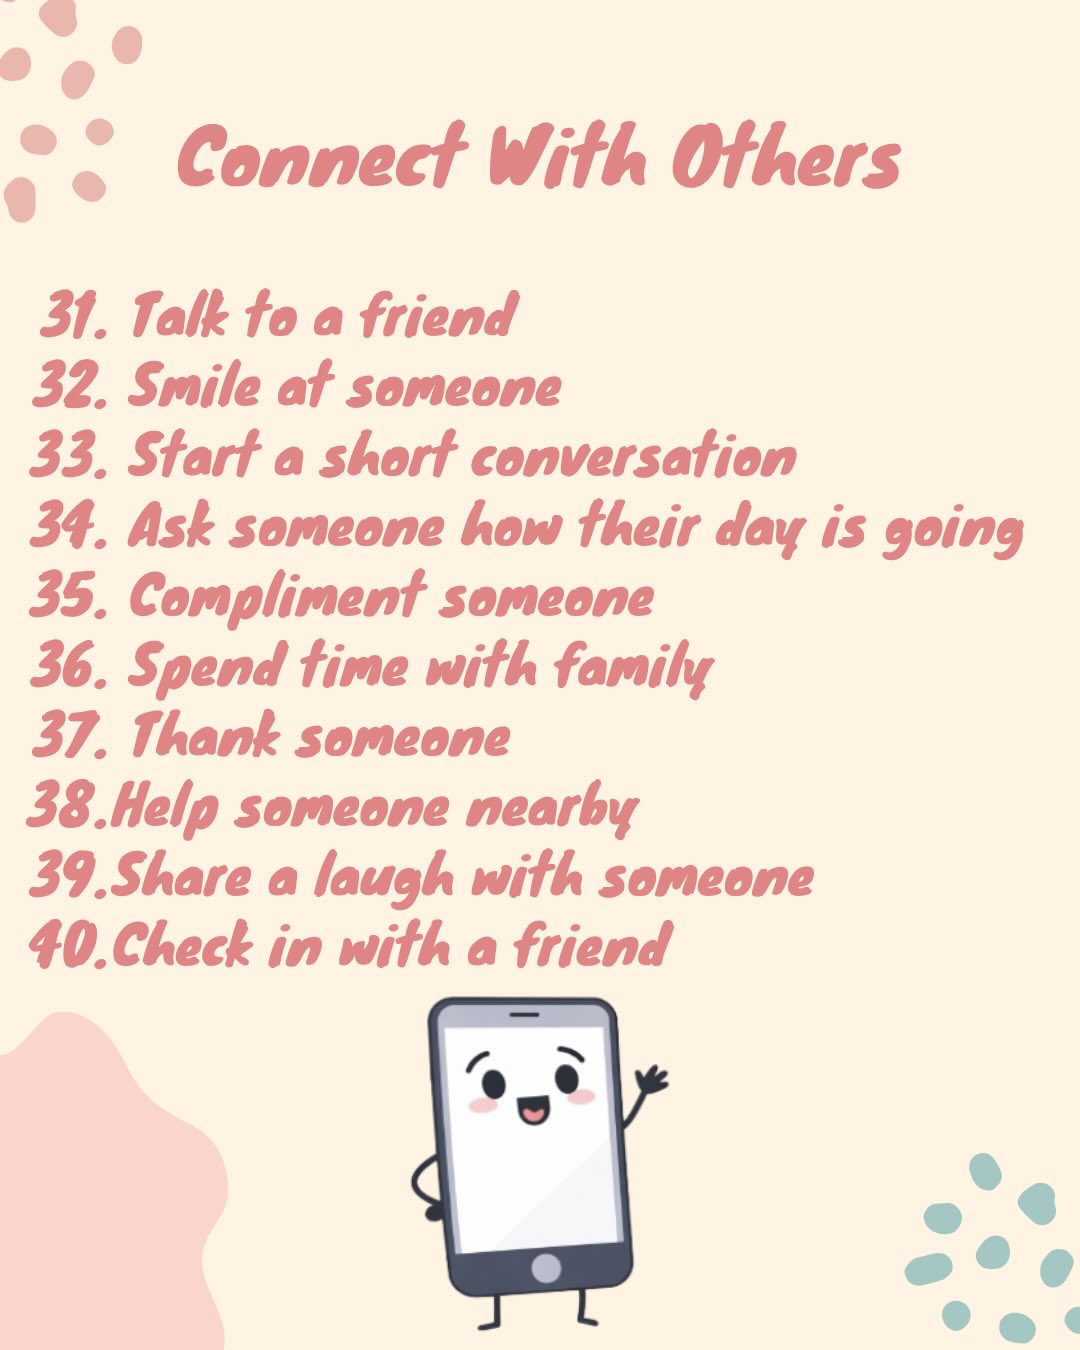 Connect With Others
31. Talk to a friend
32. Smile at someone
33. Start a short conversation
34. Ask someone how their day is going
35. Compliment someone
36. Spend time with family
37. Thank someone
38.Help someone nearby
39.Share a laugh with someone
40.Check in with a friend